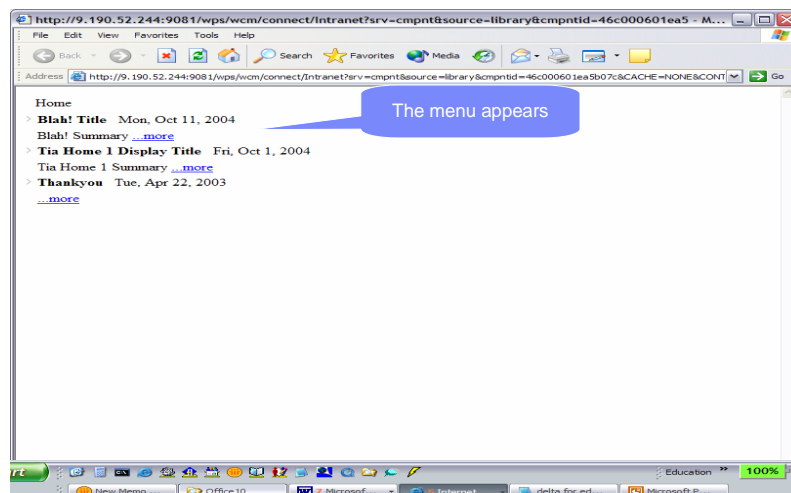 http://9.190.52.244:9081/wps/wcm/connect/Intranet?srv=cmpnt&source=library&cmpntid=46c000601ea5 - M...
File Edit View Favorites Tools Help
Back Search Favorites Media
Address http://9.190.52.244:9081/wps/wcm/connect/Intranet?srv=cmpnt&source=library&cmpntid=46c000601ea5b07c&CACHE=NONE&CONT Go
Home
The menu appears
> Blah! Title Mon, Oct 11, 2004
Blah! Summary ...more
> Tia Home 1 Display Title Fri, Oct 1, 2004
Tia Home 1 Summary ...more
> Thankyou Tue, Apr 22, 2003
...more
Education » 100%
New Memo ... Office10 7 Microsof... Internet delta for ed... Microsoft P...